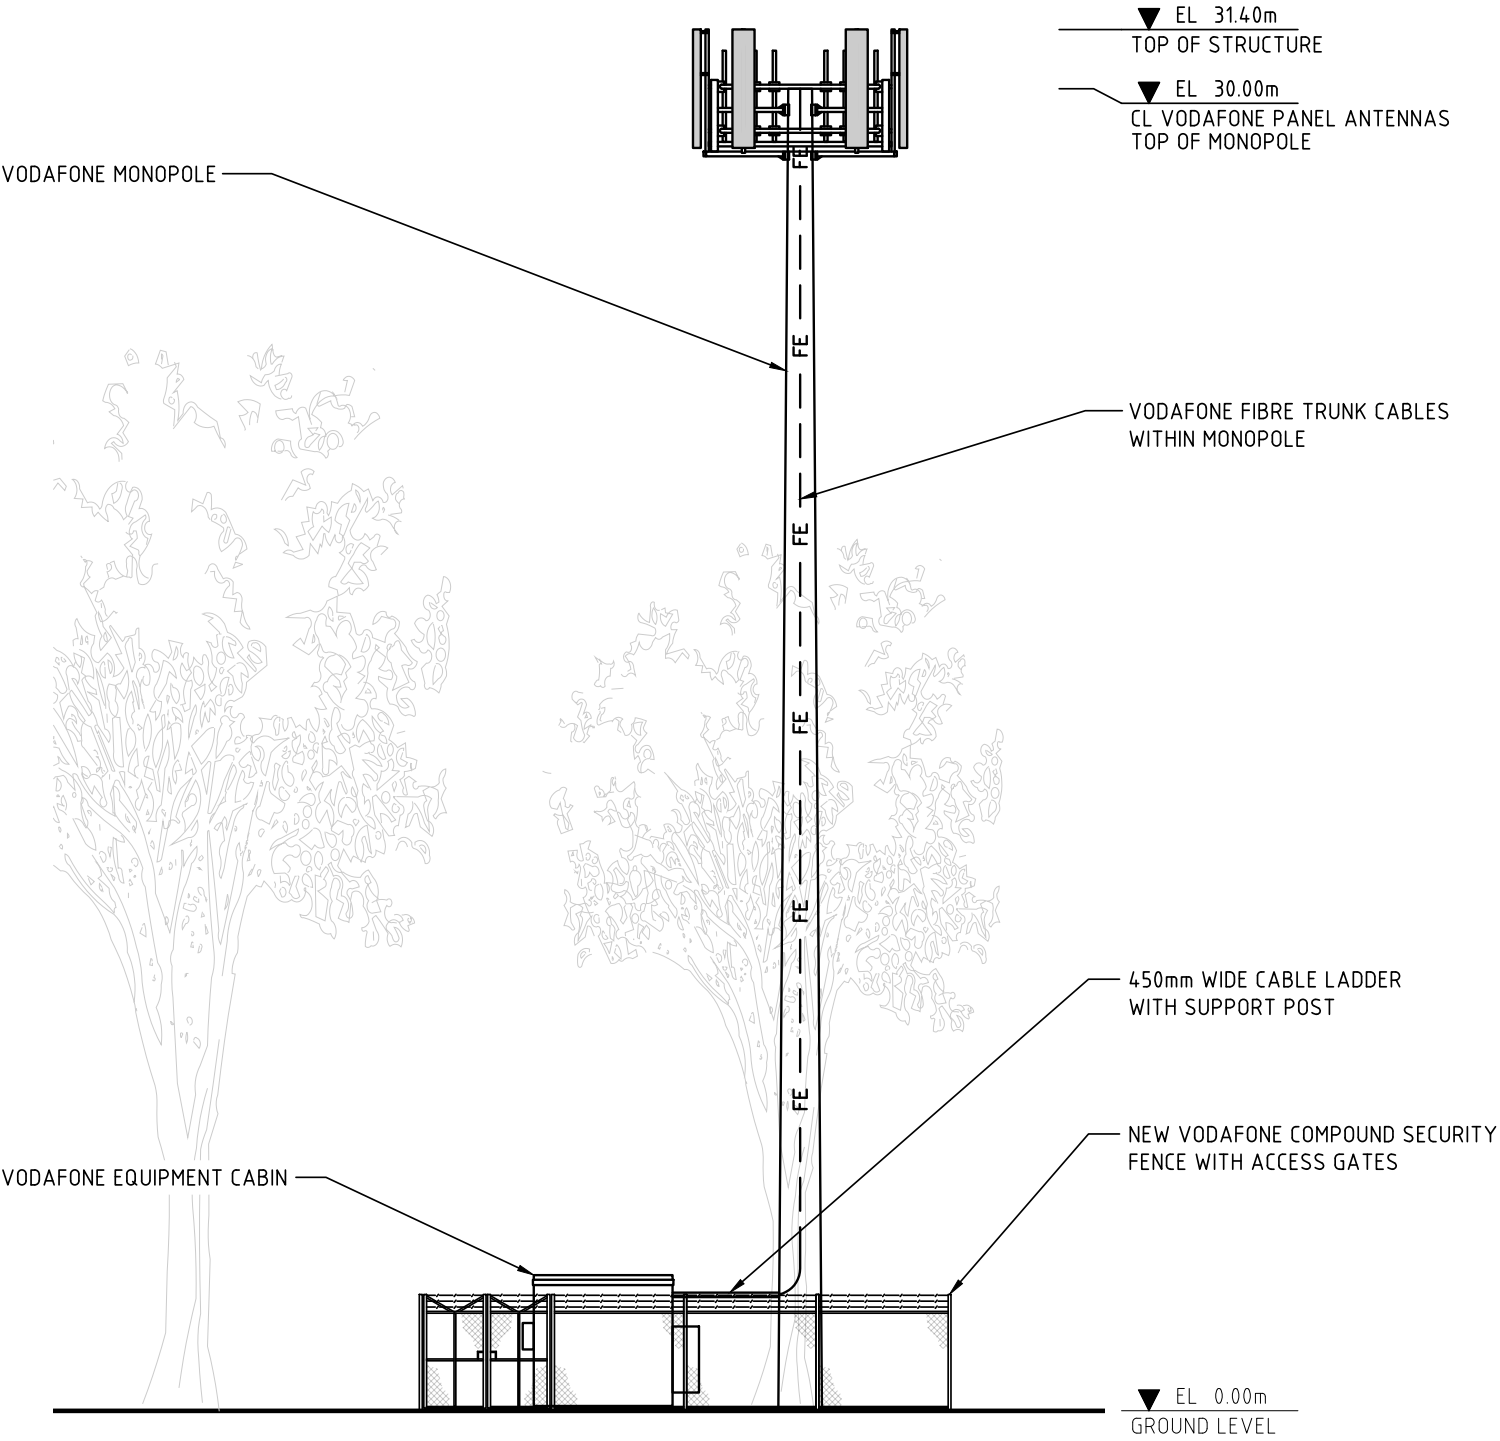 EL 31.40m
TOP OF STRUCTURE
EL 30.00m
CL VODAFONE PANEL ANTENNAS
TOP OF MONOPOLE
FE
VODAFONE MONOPOLE
FE
VODAFONE FIBRE TRUNK CABLES
WITHIN MONOPOLE
FE
FE
FE
450mm WIDE CABLE LADDER
WITH SUPPORT POST
FE
NEW VODAFONE COMPOUND SECURITY
FENCE WITH ACCESS GATES
VODAFONE EQUIPMENT CABIN
EL 0.00m
GROUND LEVEL